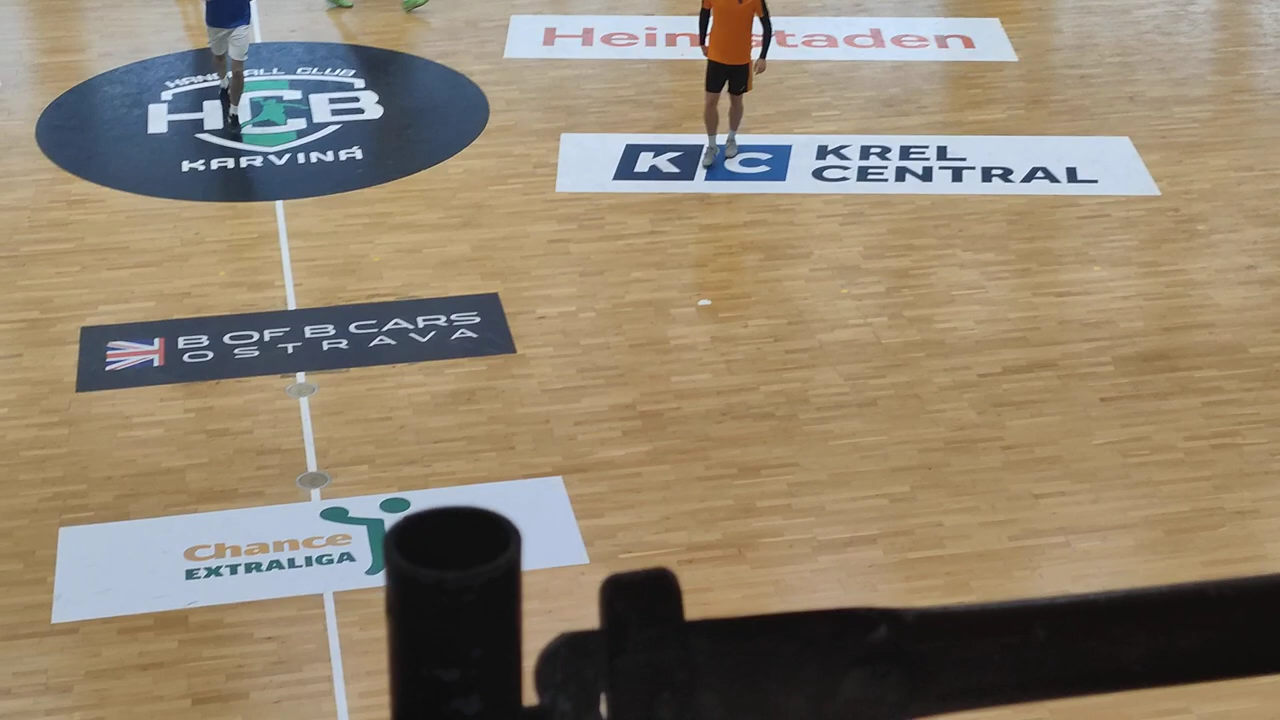 Heimstaden
HANDBALL CLUB
HCB
KARVINÁ
KC KREL
CENTRAL
B OF B CARS
OSTRAVA
Chance
EXTRALIGA